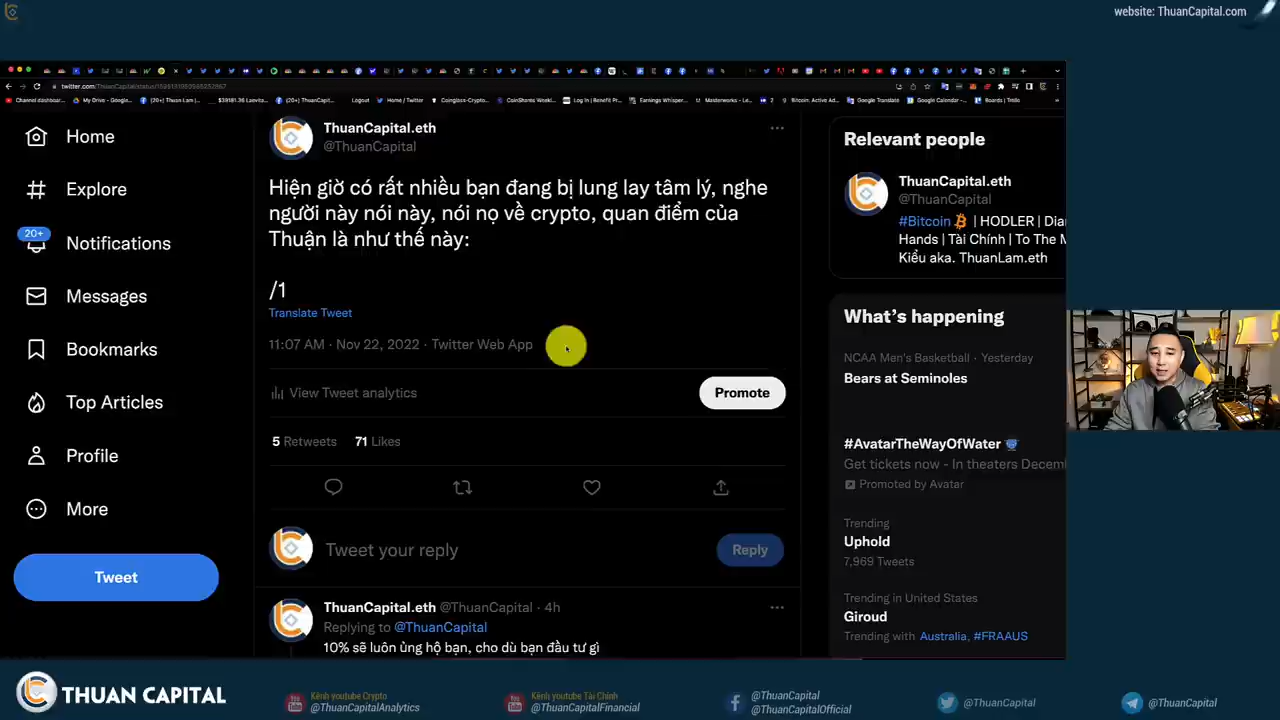 website: ThuanCapital.com
Home
Explore
20+
Notifications
Messages
Bookmarks
Top Articles
Profile
More
Tweet
ThuanCapital.eth
@ThuanCapital
Hiện giờ có rất nhiều bạn đang bị lung lay tâm lý, nghe
người này nói này, nói nọ về crypto, quan điểm của
Thuận là như thế này:
/1
Translate Tweet
11:07 AM · Nov 22, 2022 · Twitter Web App
View Tweet analytics
Promote
5 Retweets 71 Likes
Tweet your reply
Reply
ThuanCapital.eth @ThuanCapital · 4h
Replying to @ThuanCapital
10% sẽ luôn ủng hộ bạn, cho dù bạn đầu tư gì
Relevant people
ThuanCapital.eth
@ThuanCapital
#Bitcoin | HODLER | Dia
Hands | Tài Chính | To The M
Kiều aka. ThuanLam.eth
What's happening
NCAA Men's Basketball · Yesterday
Bears at Seminoles
#AvatarTheWayOfWater
Get tickets now - In theaters Decem
Promoted by Avatar
Trending
Uphold
7,969 Tweets
Trending in United States
Giroud
Trending with Australia, #FRAAUS
THUAN CAPITAL
Kênh youtube Crypto
@ThuanCapitalAnalytics
Kênh youtube Tài Chính
@ThuanCapitalFinancial
@ThuanCapital
@ThuanCapitalOfficial
@ThuanCapital
@ThuanCapital